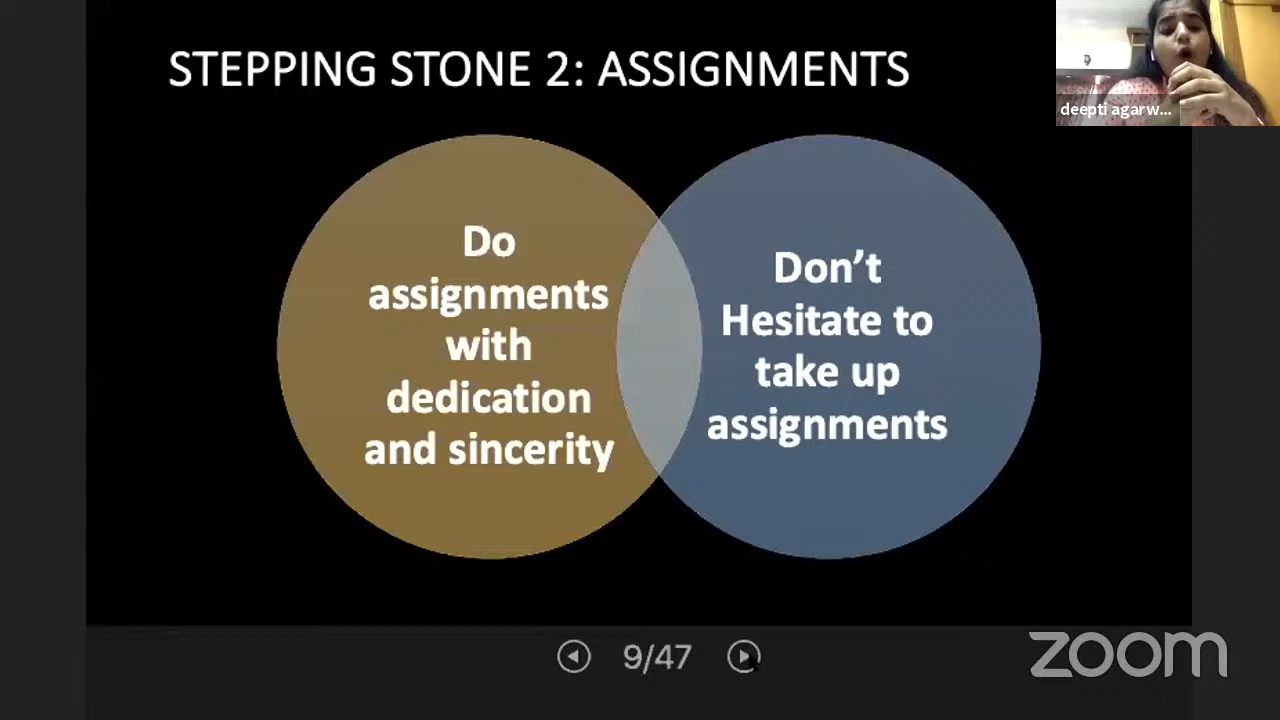 STEPPING STONE 2: ASSIGNMENTS
deepti agarw...
Do
assignments
with
dedication
and sincerity
Don’t
Hesitate to
take up
assignments
9/47
zoom